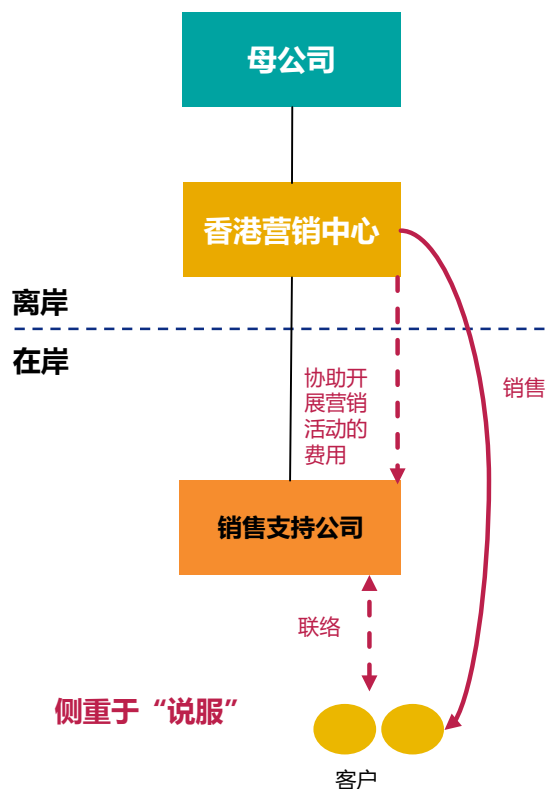 母公司
香港营销中心
离岸
在岸
协助开
展营销
活动的
费用
销售
销售支持公司
联络
侧重于“说服”
客户